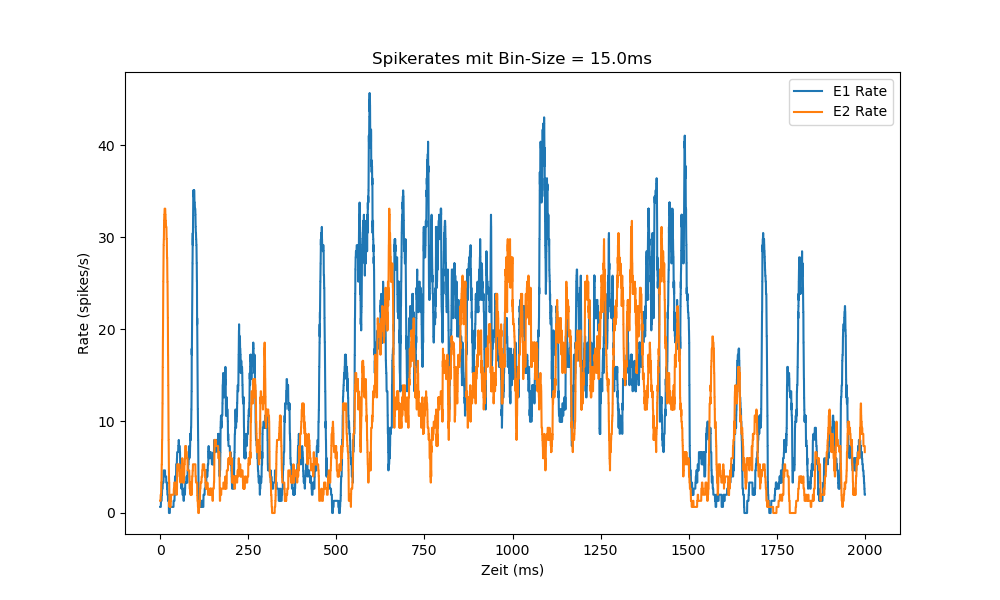 Spikerates mit Bin-Size = 15.0ms
E1 Rate
E2 Rate
Rate (spikes/s)
40
30
20
10
0
0 250 500 750 1000 1250 1500 1750 2000
Zeit (ms)